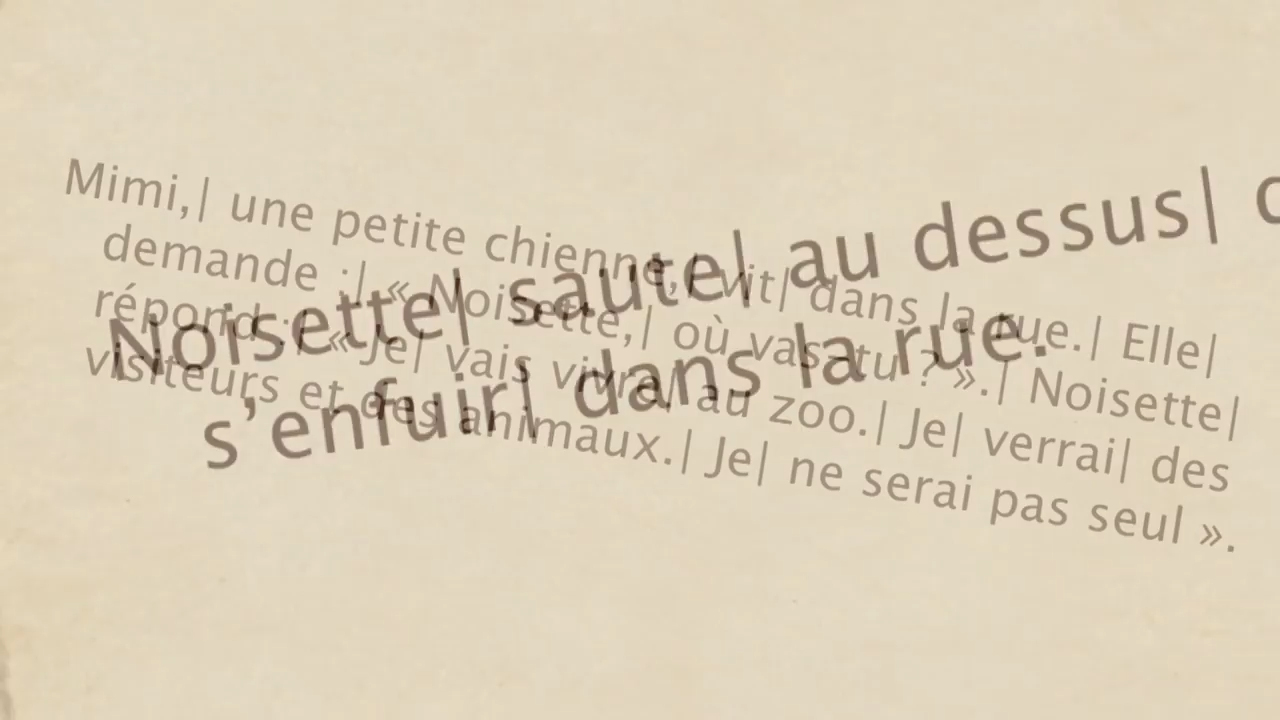 Mimi,| une petite chienne,| vit| dans la rue.| Elle|
demande :| « Noisette,| où vas-tu ? ».| Noisette|
répond :| « Je| vais vivre| au zoo.| Je| verrai| des
visiteurs et des animaux.| Je| ne serai pas seul ».
Noisette| saute| au dessus|
s’enfuir| dans la rue.